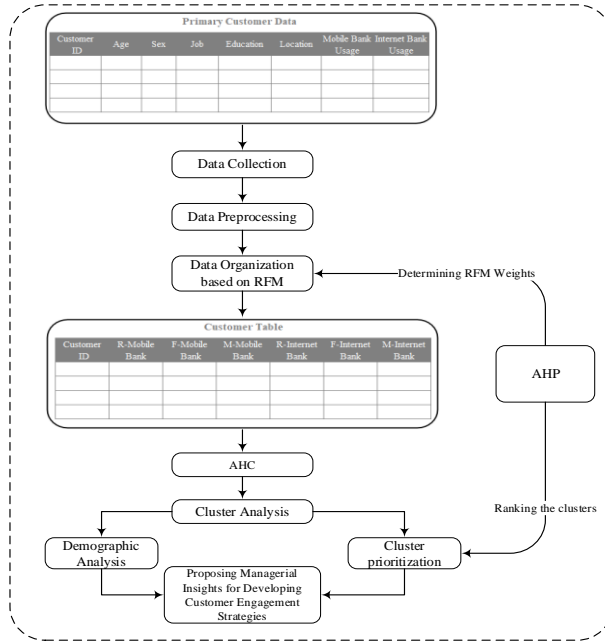 Primary Customer Data
Customer ID Age Sex Job Education Location Mobile Bank Usage Internet Bank Usage
Data Collection
Data Preprocessing
Data Organization
based on RFM
Determining RFM Weights
Customer Table
Customer ID R-Mobile Bank F-Mobile Bank M-Mobile Bank R-Internet Bank F-Internet Bank M-Internet Bank
AHP
AHC
Cluster Analysis
Ranking the clusters
Demographic
Analysis
Cluster
prioritization
Proposing Managerial
Insights for Developing
Customer Engagement
Strategies